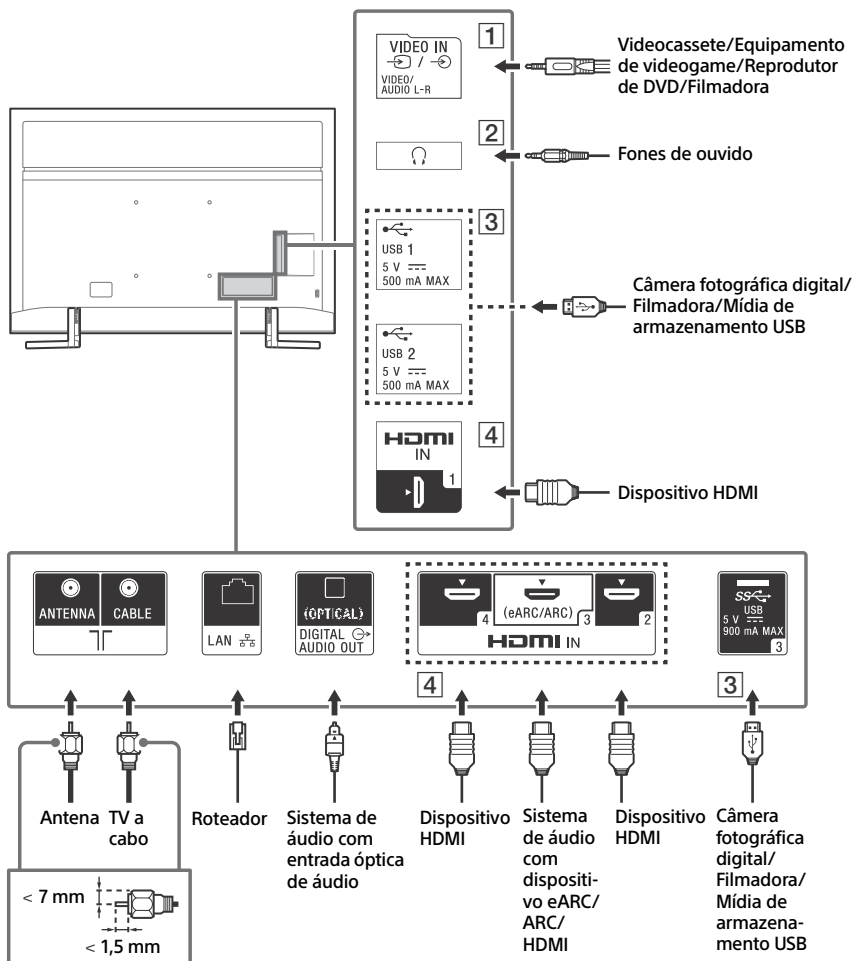 VIDEO IN
/
VIDEO/
AUDIO L-R
1
Videocassete/Equipamento
de videogame/Reprodutor
de DVD/Filmadora
2
Fones de ouvido
3
USB 1
5 V
500 mA MAX
USB 2
5 V
500 mA MAX
Câmera fotográfica digital/
Filmadora/Mídia de
armazenamento USB
4
HDMI
IN
1
Dispositivo HDMI
ANTENNA
CABLE
LAN
(OPTICAL)
DIGITAL
AUDIO OUT
4
(eARC/ARC)
3
2
HDMI IN
SS
USB
5 V
900 mA MAX
3
4
3
Antena
TV a
cabo
Roteador
Sistema de
áudio com
entrada óptica
de áudio
Dispositivo
HDMI
Sistema
de áudio
com
dispositi-
vo eARC/
ARC/
HDMI
Dispositivo
HDMI
Câmera
fotográfica
digital/
Filmadora/
Mídia de
armazena-
mento USB
< 7 mm
< 1,5 mm